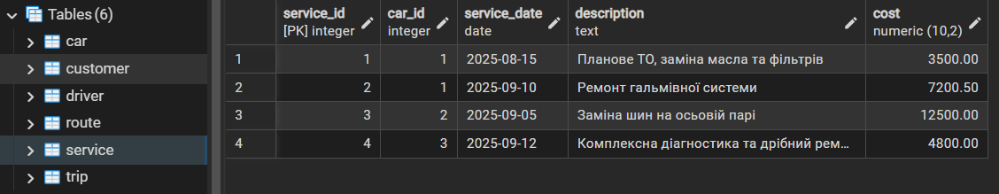 Tables (6)
car
customer
driver
route
service
trip
service_id car_id service_date description cost
[PK] integer integer date text numeric (10,2)
1 1 1 2025-08-15 Планове ТО, заміна масла та фільтрів 3500.00
2 2 1 2025-09-10 Ремонт гальмівної системи 7200.50
3 3 2 2025-09-05 Заміна шин на осьовій парі 12500.00
4 4 3 2025-09-12 Комплексна діагностика та дрібний рем... 4800.00